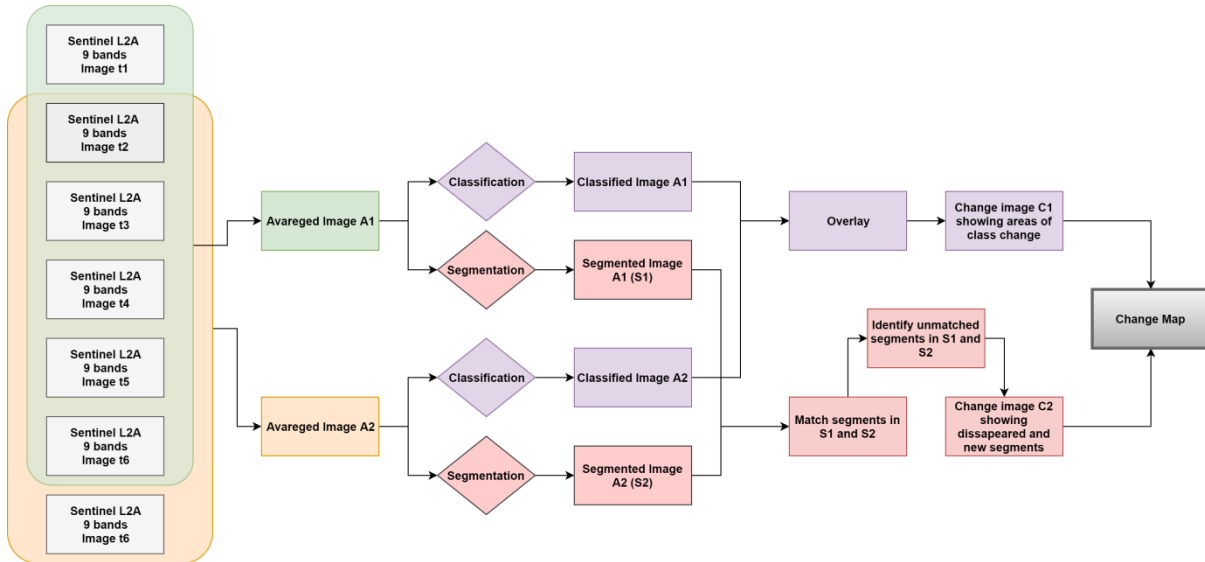 Sentinel L2A
9 bands
Image t1
Sentinel L2A
9 bands
Image t2
Sentinel L2A
9 bands
Image t3
Sentinel L2A
9 bands
Image t4
Sentinel L2A
9 bands
Image t5
Sentinel L2A
9 bands
Image t6
Sentinel L2A
9 bands
Image t6
Avareged Image A1
Avareged Image A2
Classification
Segmentation
Classification
Segmentation
Classified Image A1
Segmented Image
A1 (S1)
Classified Image A2
Segmented Image
A2 (S2)
Overlay
Change image C1
showing areas of
class change
Match segments in
S1 and S2
Identify unmatched
segments in S1 and
S2
Change image C2
showing
dissapeared and
new segments
Change Map